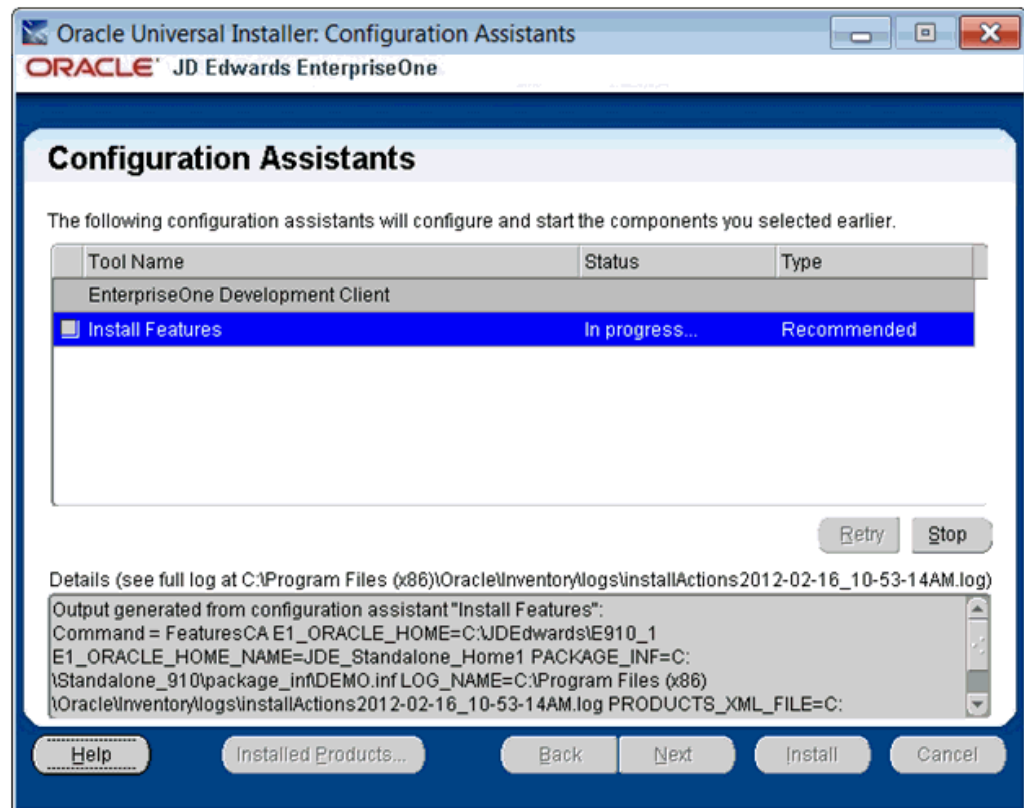 Oracle Universal Installer: Configuration Assistants
ORACLE JD Edwards EnterpriseOne
Configuration Assistants
The following configuration assistants will configure and start the components you selected earlier.
Tool Name Status Type
EnterpriseOne Development Client
Install Features In progress... Recommended
Retry Stop
Details (see full log at C:\Program Files (x86)\Oracle\Inventory\logs\installActions2012-02-16_10-53-14AM.log)
Output generated from configuration assistant "Install Features":
Command = FeaturesCA E1_ORACLE_HOME=C:\JDEdwards\E910_1
E1_ORACLE_HOME_NAME=JDE_Standalone_Home1 PACKAGE_INF=C:
\Standalone_910\package_inf\DEMO.inf LOG_NAME=C:\Program Files (x86)
\Oracle\Inventory\logs\installActions2012-02-16_10-53-14AM.log PRODUCTS_XML_FILE=C:
Help Installed Products... Back Next Install Cancel